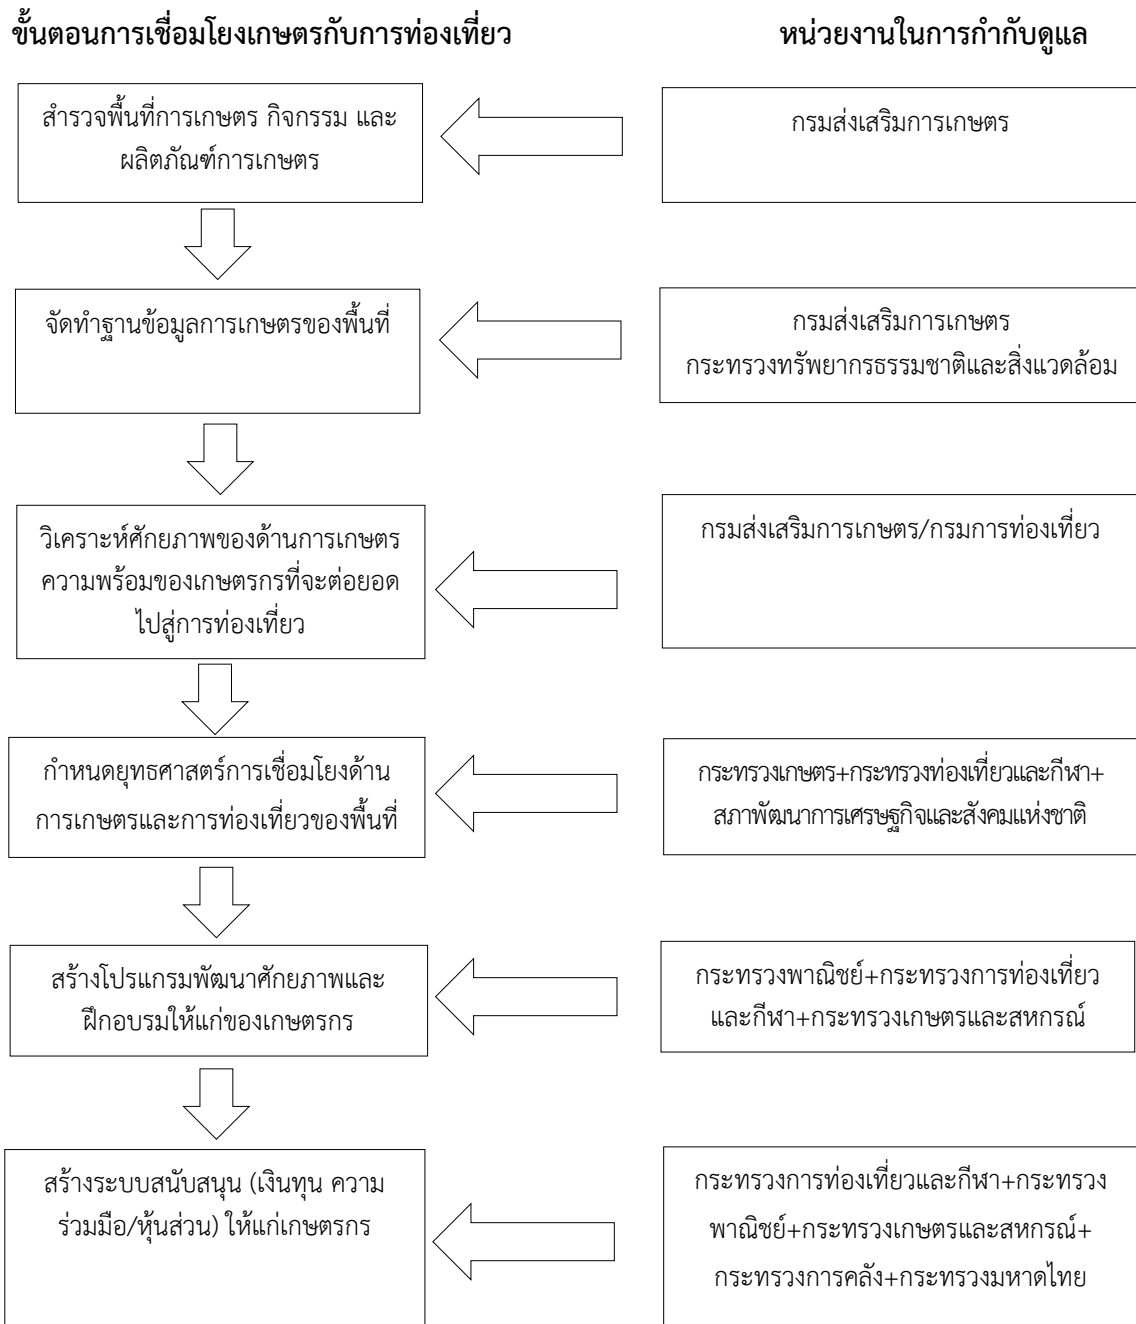 ขั้นตอนการเชื่อมโยงเกษตรกับการท่องเที่ยว
หน่วยงานในการกำกับดูแล
สำรวจพื้นที่การเกษตร กิจกรรม และ
ผลิตภัณฑ์การเกษตร
กรมส่งเสริมการเกษตร
จัดทำฐานข้อมูลการเกษตรของพื้นที่
กรมส่งเสริมการเกษตร
กระทรวงทรัพยากรธรรมชาติและสิ่งแวดล้อม
วิเคราะห์ศักยภาพของด้านการเกษตร
ความพร้อมของเกษตรกรที่จะต่อยอด
ไปสู่การท่องเที่ยว
กรมส่งเสริมการเกษตร/กรมการท่องเที่ยว
กำหนดยุทธศาสตร์การเชื่อมโยงด้าน
การเกษตรและการท่องเที่ยวของพื้นที่
กระทรวงเกษตร+กระทรวงท่องเที่ยวและกีฬา+
สภาพัฒนาการเศรษฐกิจและสังคมแห่งชาติ
สร้างโปรแกรมพัฒนาศักยภาพและ
ฝึกอบรมให้แก่ของเกษตรกร
กระทรวงพาณิชย์+กระทรวงการท่องเที่ยว
และกีฬา+กระทรวงเกษตรและสหกรณ์
สร้างระบบสนับสนุน (เงินทุน ความ
ร่วมมือ/หุ้นส่วน) ให้แก่เกษตรกร
กระทรวงการท่องเที่ยวและกีฬา+กระทรวง
พาณิชย์+กระทรวงเกษตรและสหกรณ์+
กระทรวงการคลัง+กระทรวงมหาดไทย